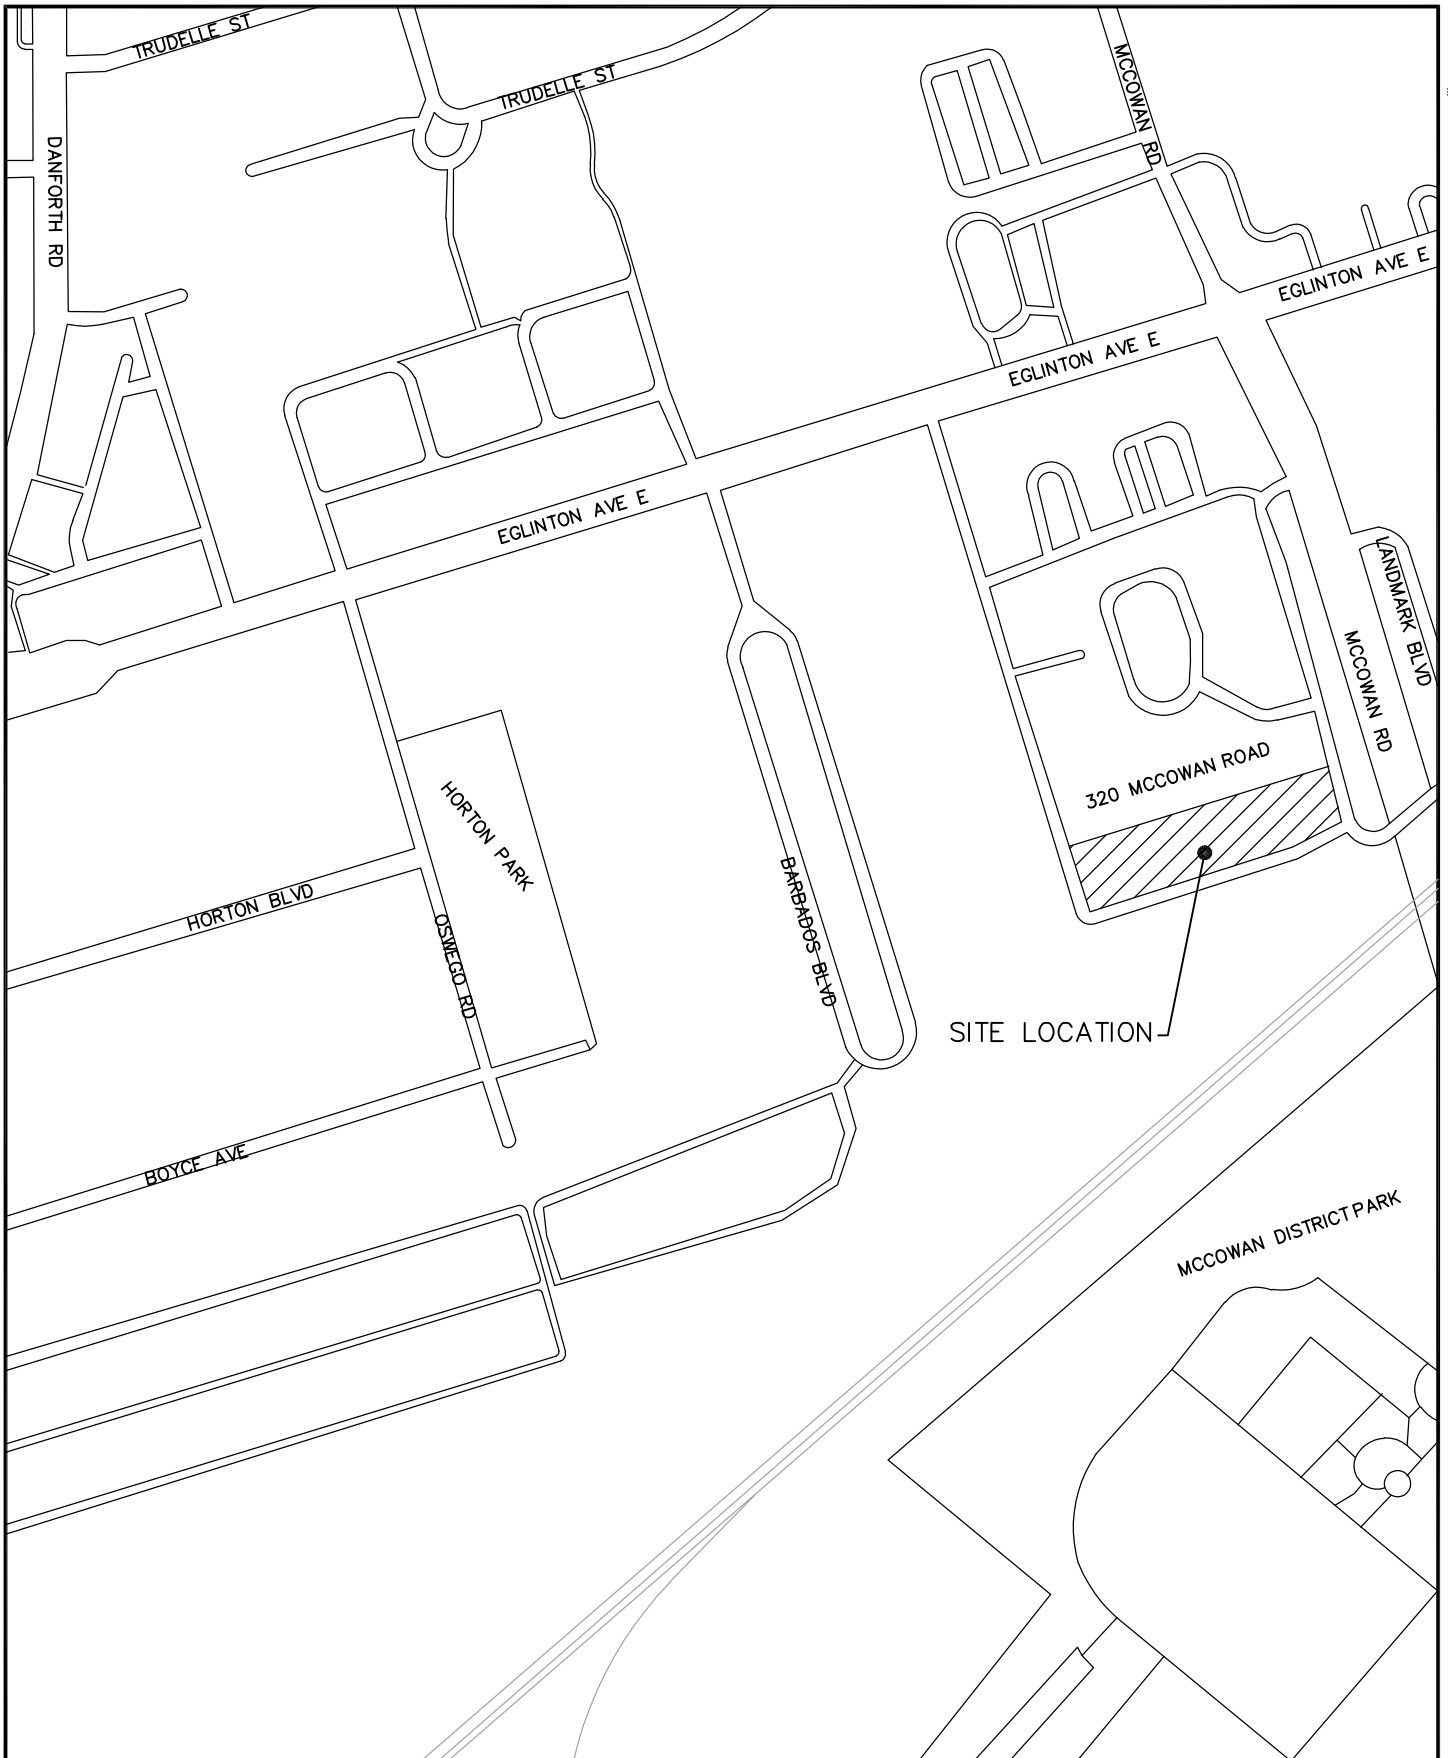 TRUDELLE ST
TRUDELLE ST
MCCOWAN RD
DANFORTH RD
EGLINTON AVE E
EGLINTON AVE E
EGLINTON AVE E
LANDMARK BLVD
MCCOWAN RD
320 MCCOWAN ROAD
HORTON PARK
HORTON BLVD
BARBADOS BLVD
OSWEGO RD
SITE LOCATION
BOYCE AVE
MCCOWAN DISTRICT PARK